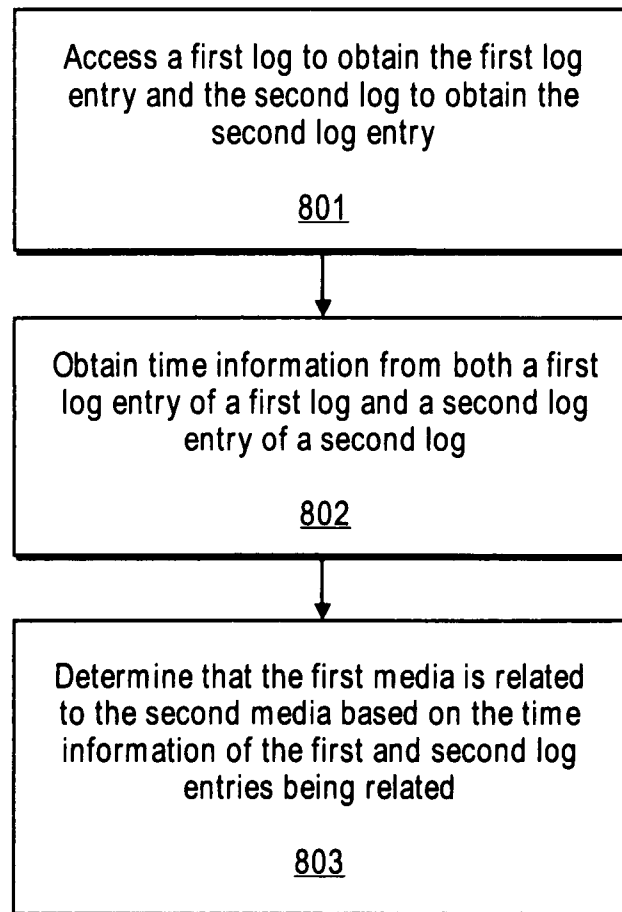 Access a first log to obtain the first log
entry and the second log to obtain the
second log entry
801
Obtain time information from both a first
log entry of a first log and a second log
entry of a second log
802
Determine that the first media is related
to the second media based on the time
information of the first and second log
entries being related
803